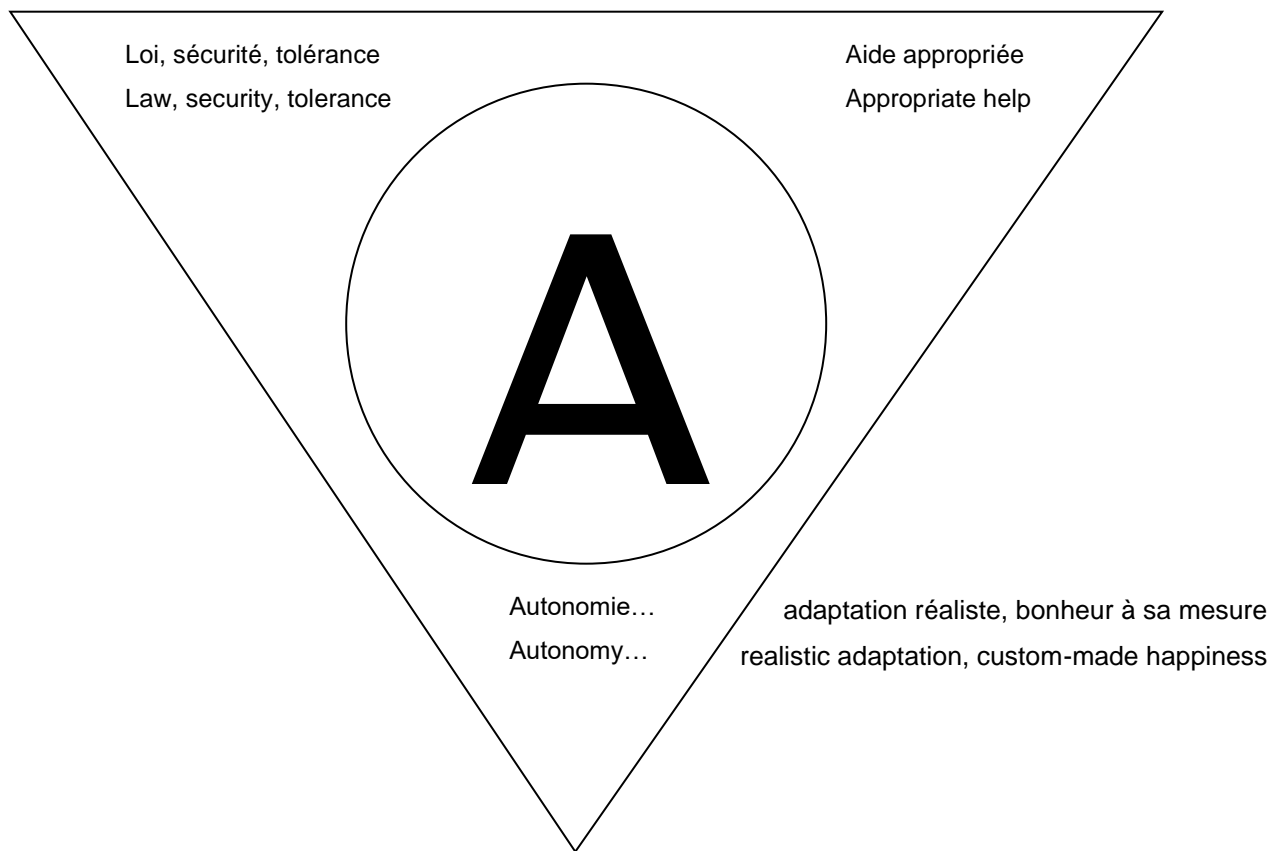 Loi, sécurité, tolérance
Law, security, tolerance
Aide appropriée
Appropriate help
A
Autonomie…
Autonomy…
adaptation réaliste, bonheur à sa mesure
realistic adaptation, custom-made happiness